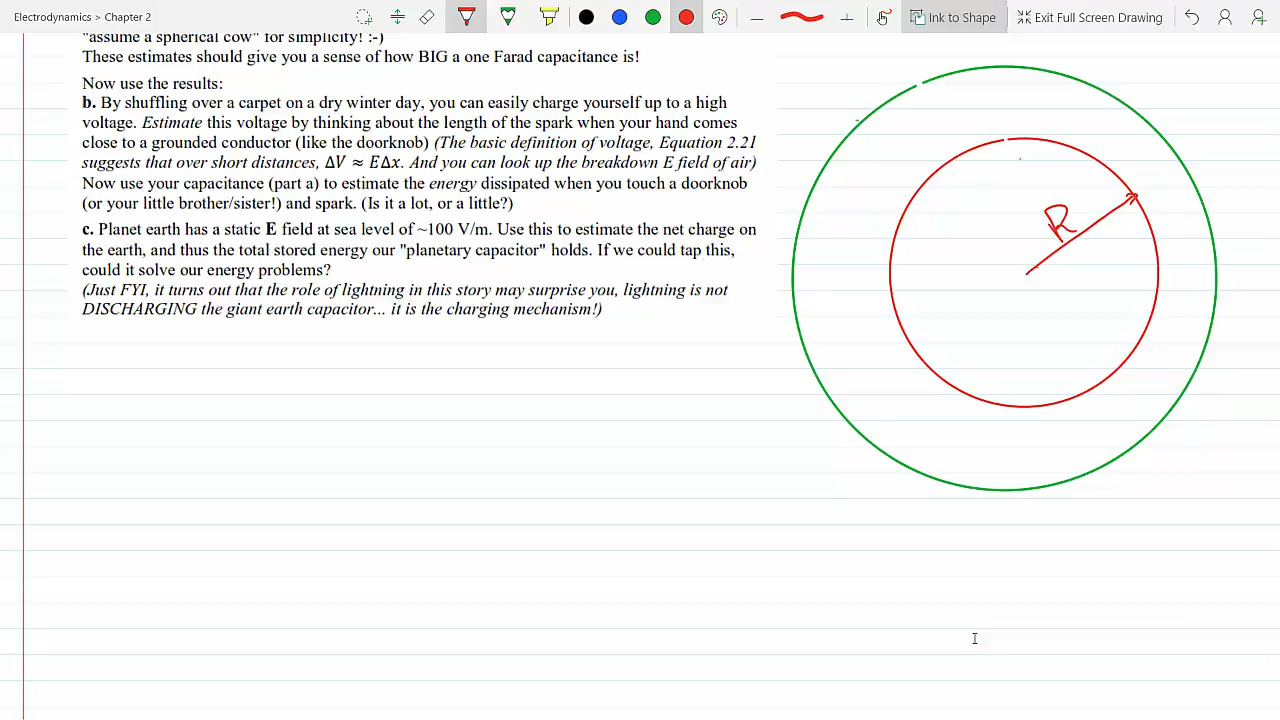 Electrodynamics > Chapter 2
Ink to Shape
Exit Full Screen Drawing
"assume a spherical cow" for simplicity! :-)
These estimates should give you a sense of how BIG a one Farad capacitance is!
Now use the results:
b. By shuffling over a carpet on a dry winter day, you can easily charge yourself up to a high
voltage. Estimate this voltage by thinking about the length of the spark when your hand comes
close to a grounded conductor (like the doorknob) (The basic definition of voltage, Equation 2.21
suggests that over short distances, ΔV ≈ EΔx. And you can look up the breakdown E field of air)
Now use your capacitance (part a) to estimate the energy dissipated when you touch a doorknob
(or your little brother/sister!) and spark. (Is it a lot, or a little?)
c. Planet earth has a static E field at sea level of ~100 V/m. Use this to estimate the net charge on
the earth, and thus the total stored energy our "planetary capacitor" holds. If we could tap this,
could it solve our energy problems?
(Just FYI, it turns out that the role of lightning in this story may surprise you, lightning is not
DISCHARGING the giant earth capacitor... it is the charging mechanism!)
R